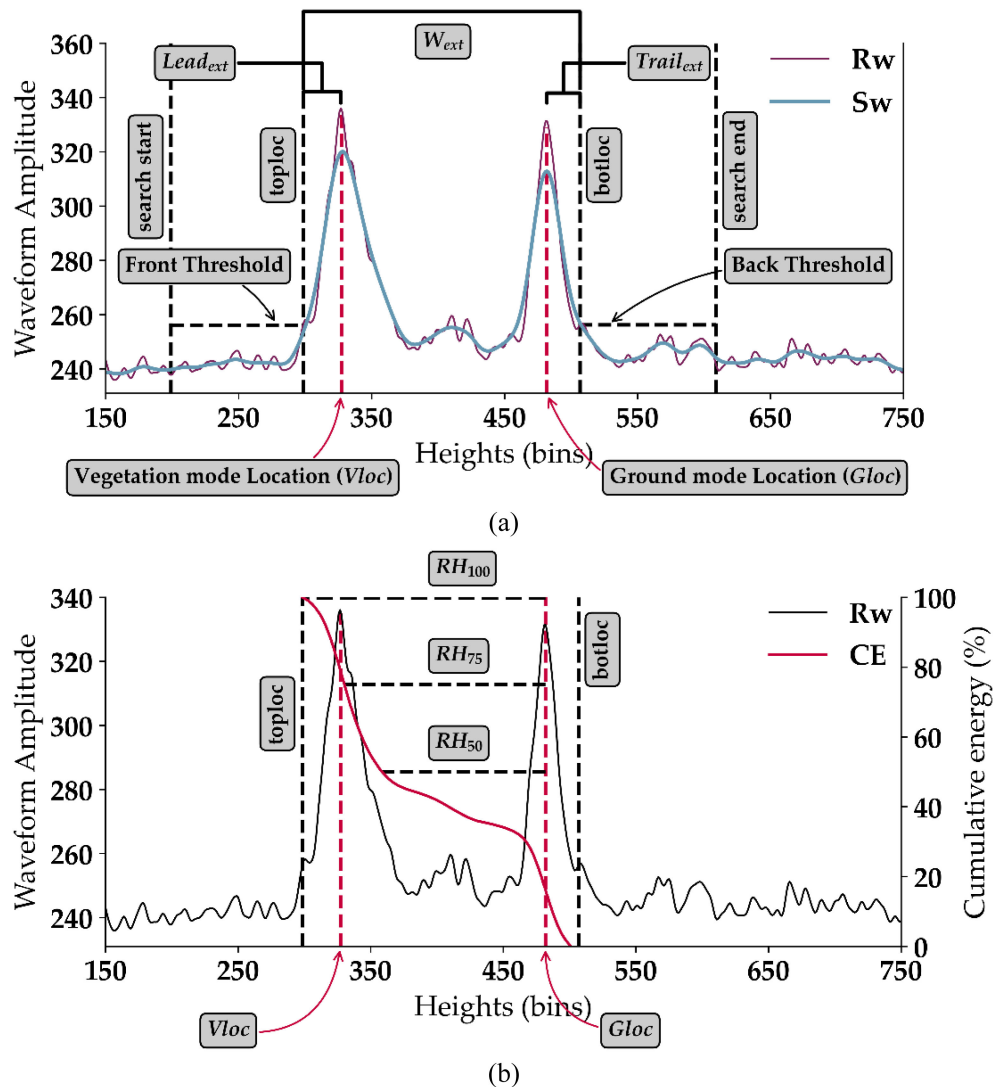 W_ext
Lead_ext
Trail_ext
Rw
Sw
360
340
320
300
280
260
240
Waveform Amplitude
search start
toploc
botloc
search end
Front Threshold
Back Threshold
150 250 350 450 550 650 750
Heights (bins)
Vegetation mode Location (Vloc)
Ground mode Location (Gloc)
(a)
RH_100
RH_75
RH_50
Rw
CE
340
320
300
280
260
240
Waveform Amplitude
toploc
botloc
100
80
60
40
20
0
Cumulative energy (%)
150 250 350 450 550 650 750
Heights (bins)
Vloc
Gloc
(b)